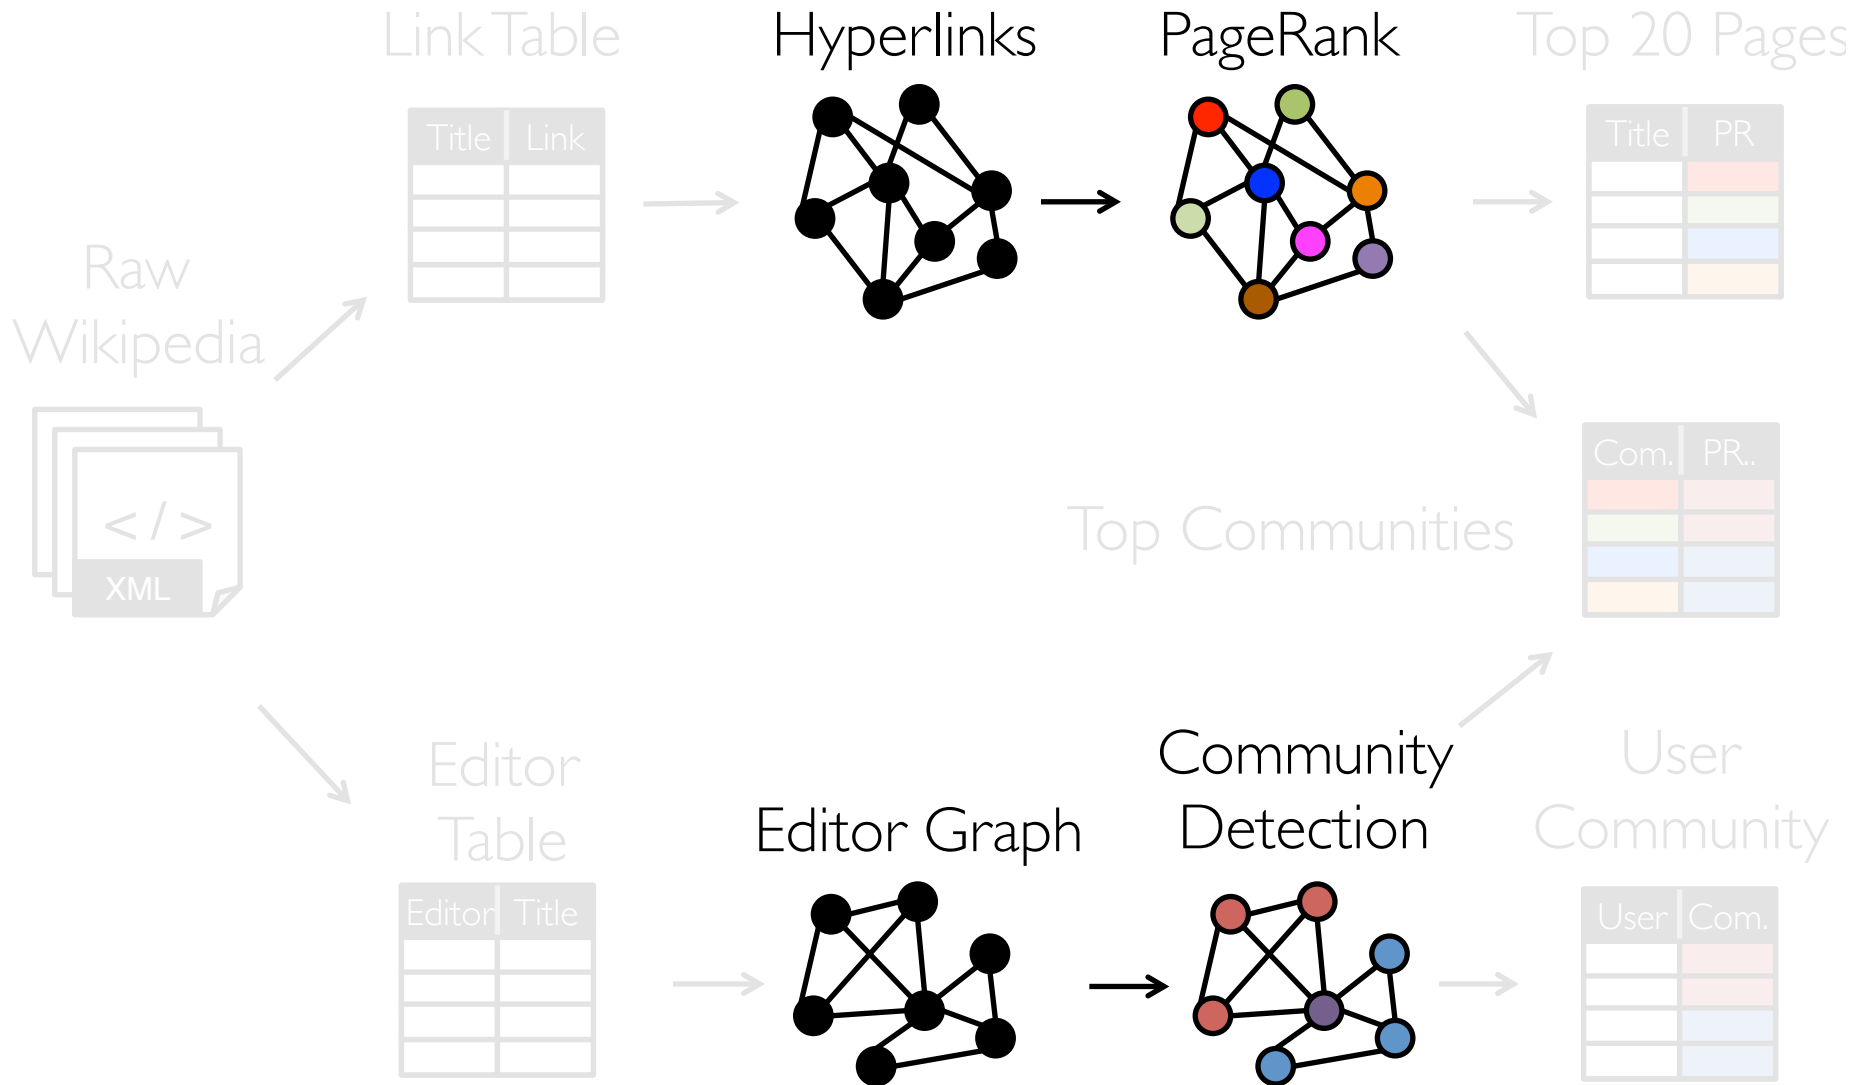 Link Table
Hyperlinks
PageRank
Top 20 Pages
Title Link
Title PR
Raw
Wikipedia
</>
XML
Top Communities
Com. PR..
Editor
Table
Editor Graph
Community
Detection
User
Community
Editor Title
User Com.